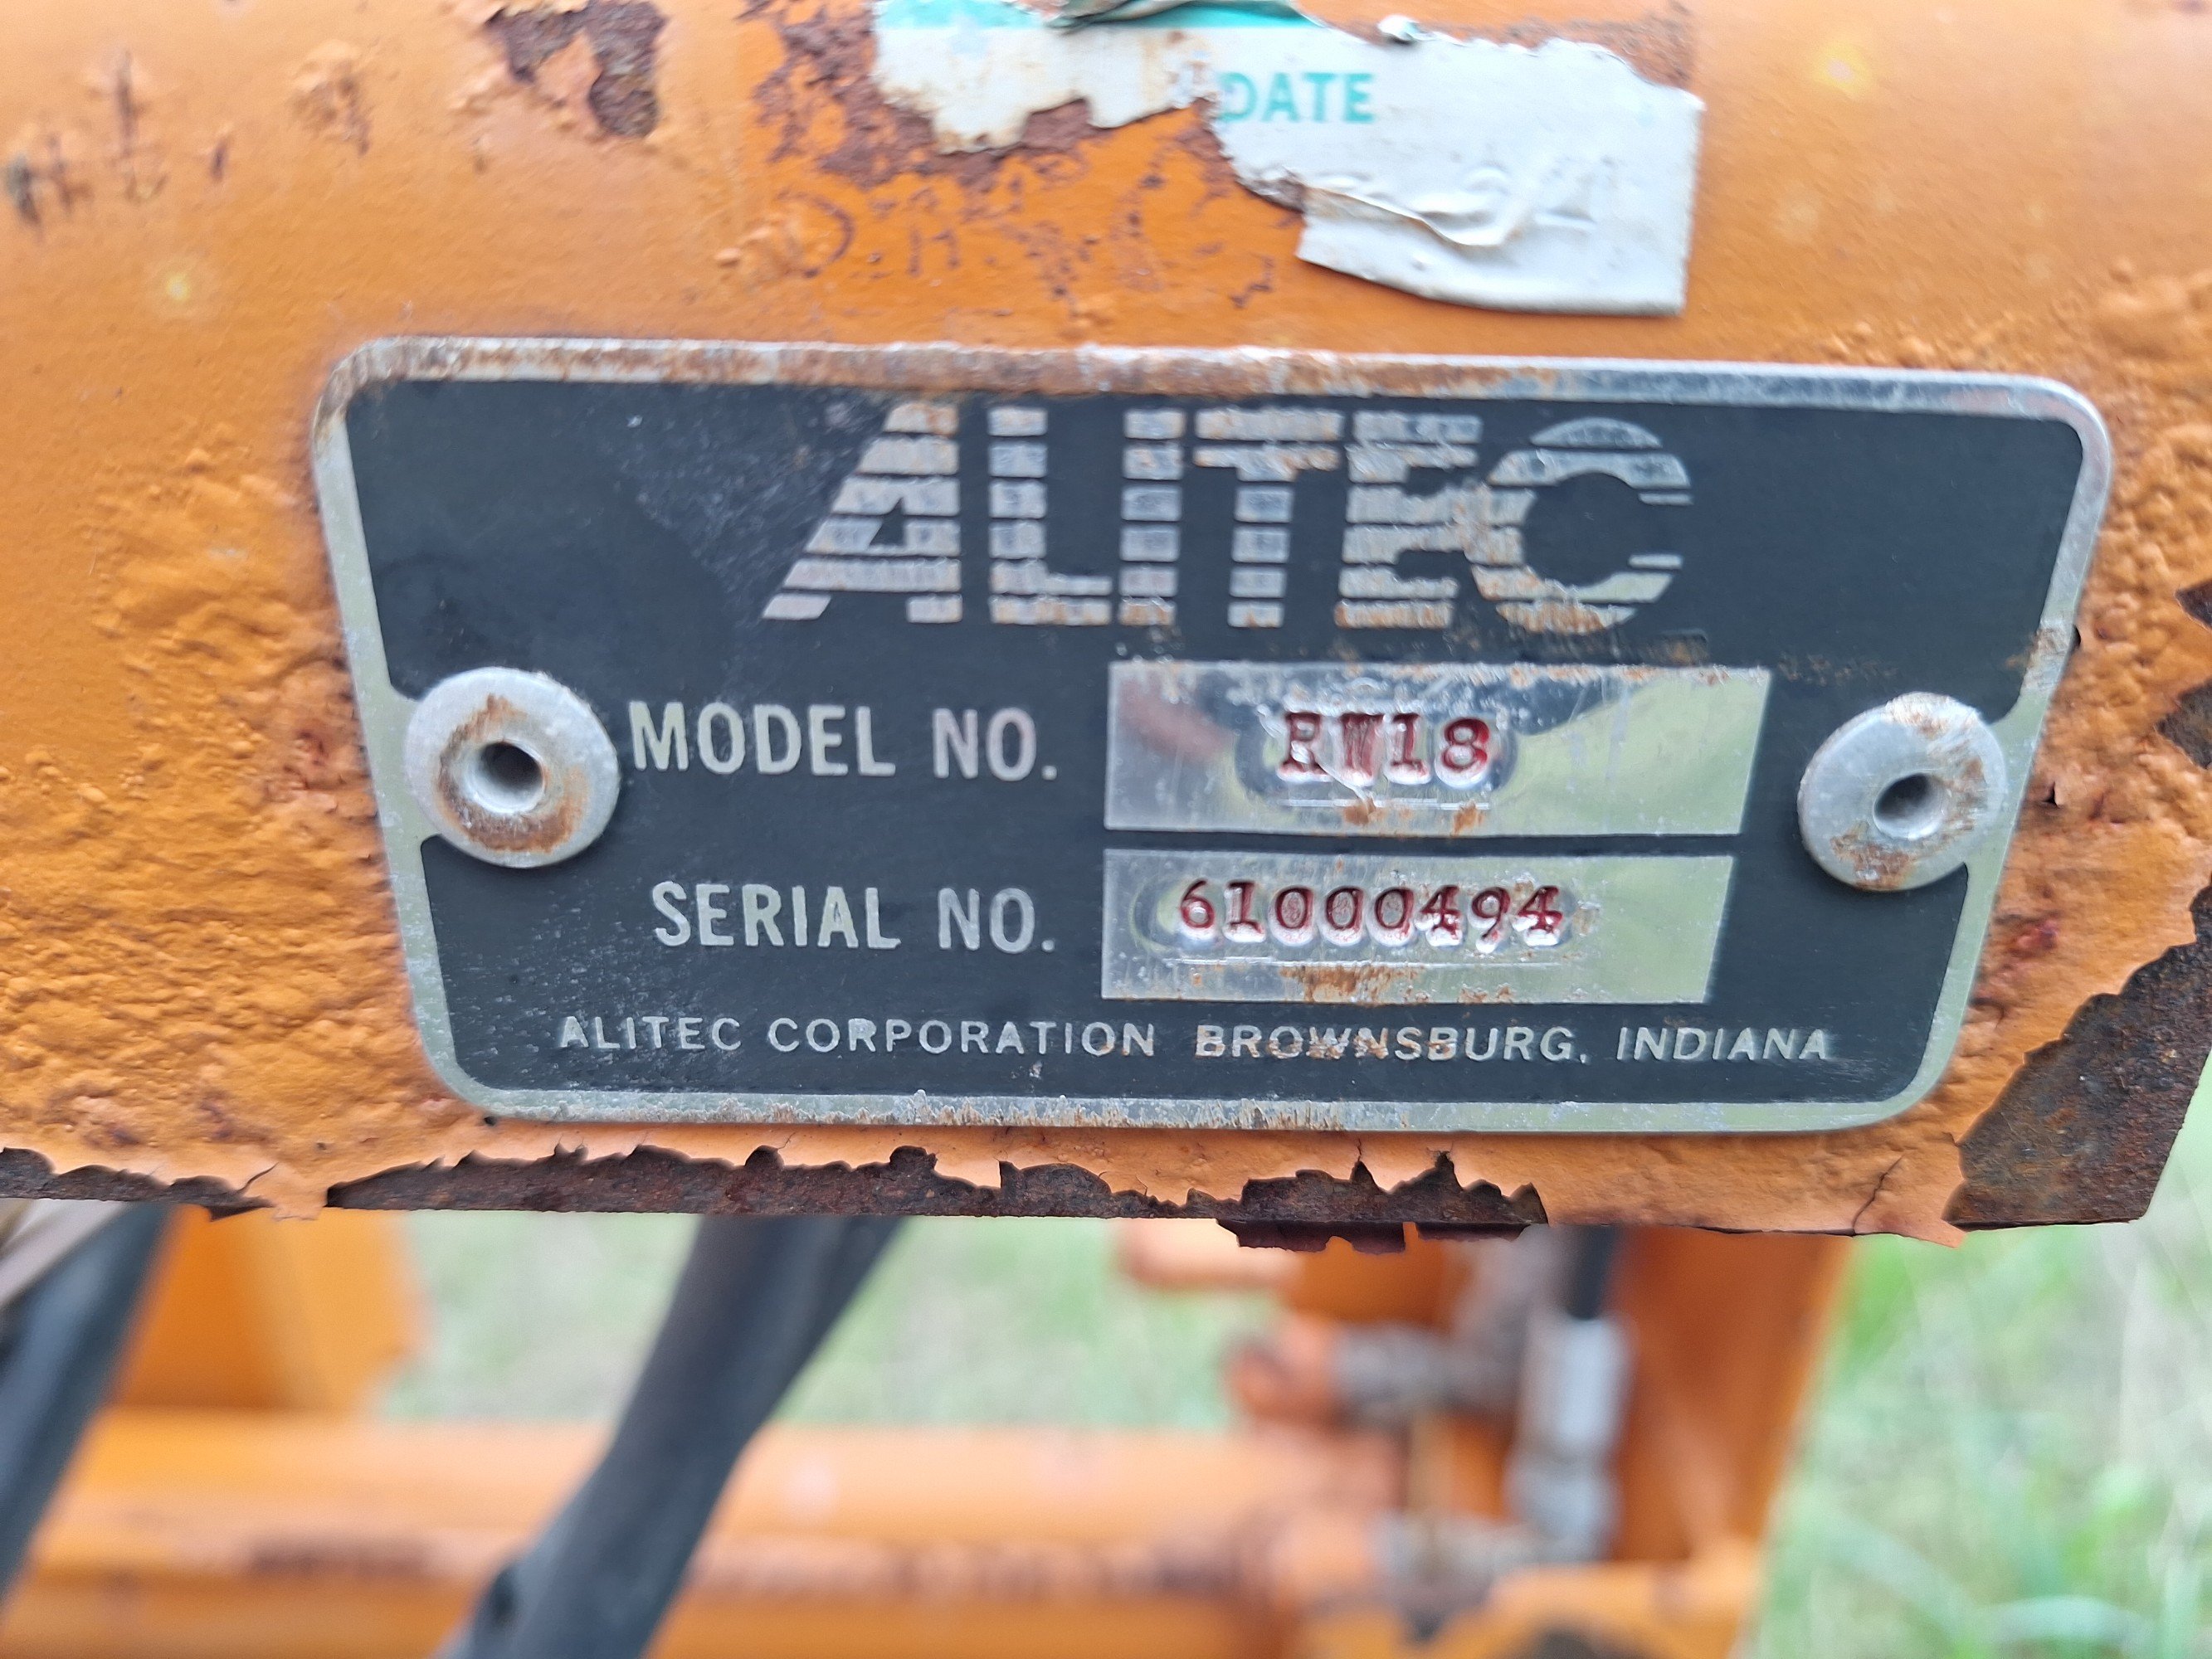 DATE
ALITEC
MODEL NO. RW18
SERIAL NO. 61000494
ALITEC CORPORATION BROWNSBURG, INDIANA